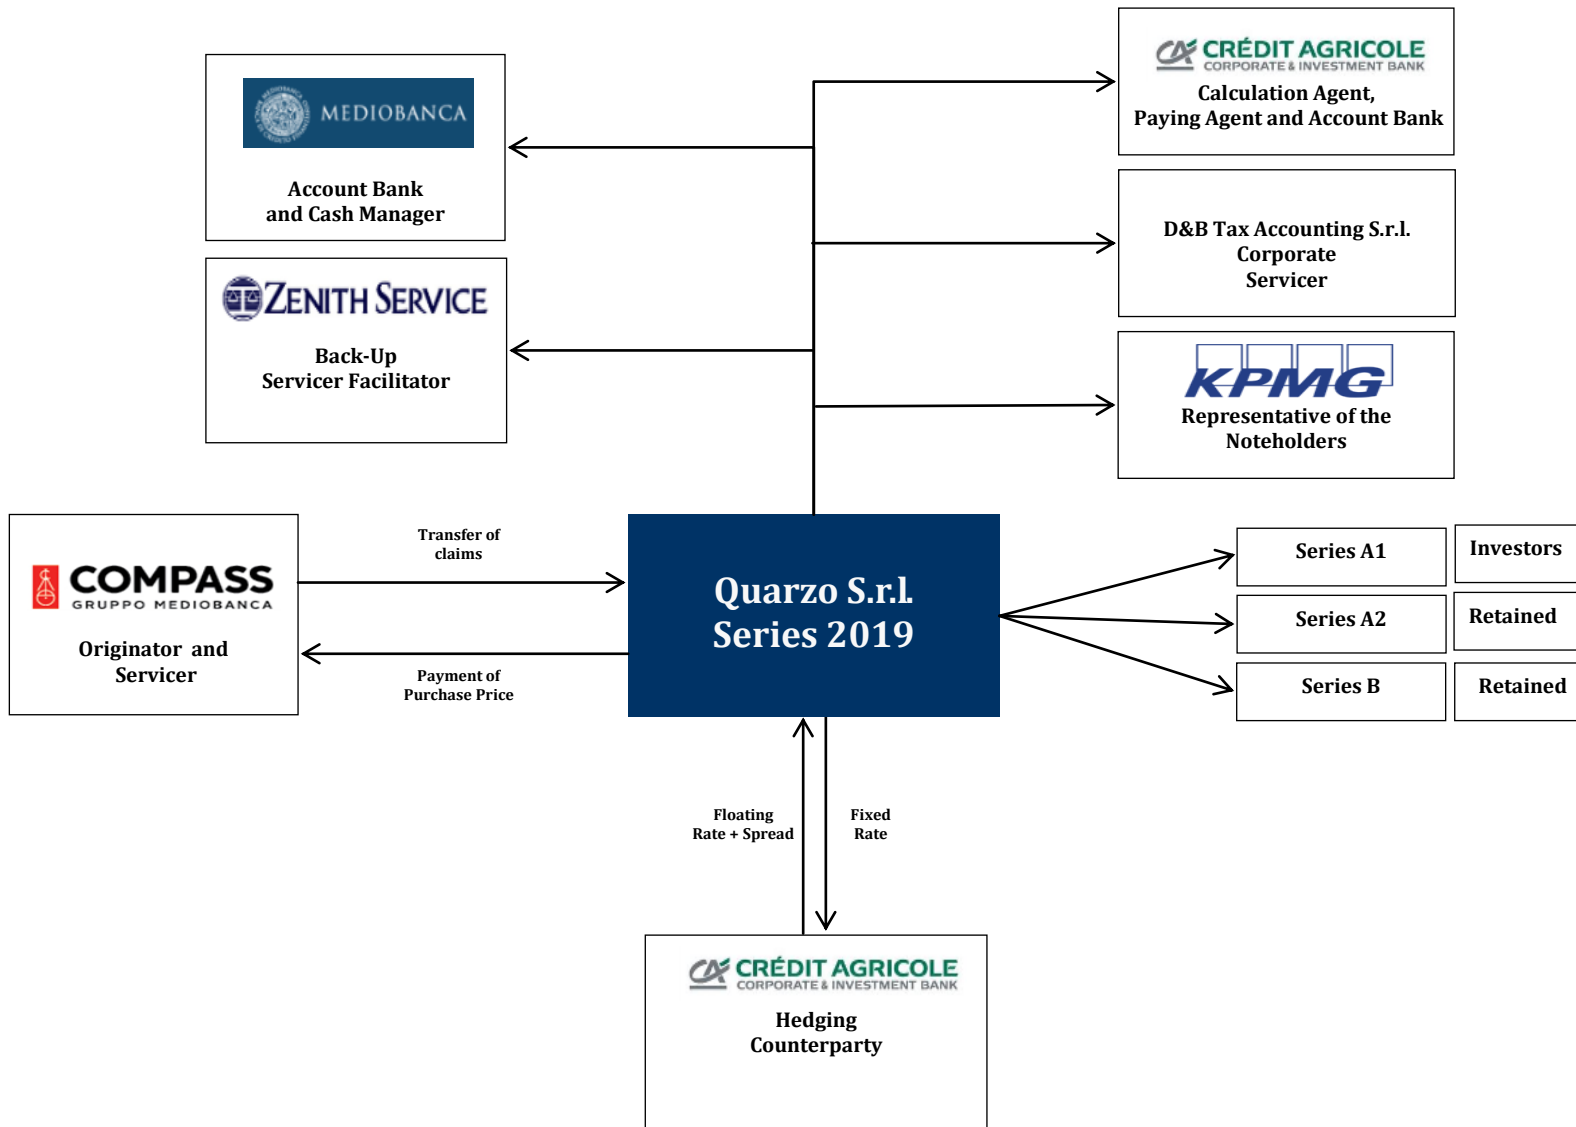 MEDIOBANCA
Account Bank
and Cash Manager
ZENITH SERVICE
Back-Up
Servicer Facilitator
CRÉDIT AGRICOLE
CORPORATE & INVESTMENT BANK
Calculation Agent,
Paying Agent and Account Bank
D&B Tax Accounting S.r.l.
Corporate
Servicer
KPMG
Representative of the
Noteholders
COMPASS
GRUPPO MEDIOBANCA
Originator and
Servicer
Transfer of
claims
Payment of
Purchase Price
Quarzo S.r.l.
Series 2019
Series A1
Investors
Series A2
Retained
Series B
Retained
Floating
Rate + Spread
Fixed
Rate
CRÉDIT AGRICOLE
CORPORATE & INVESTMENT BANK
Hedging
Counterparty